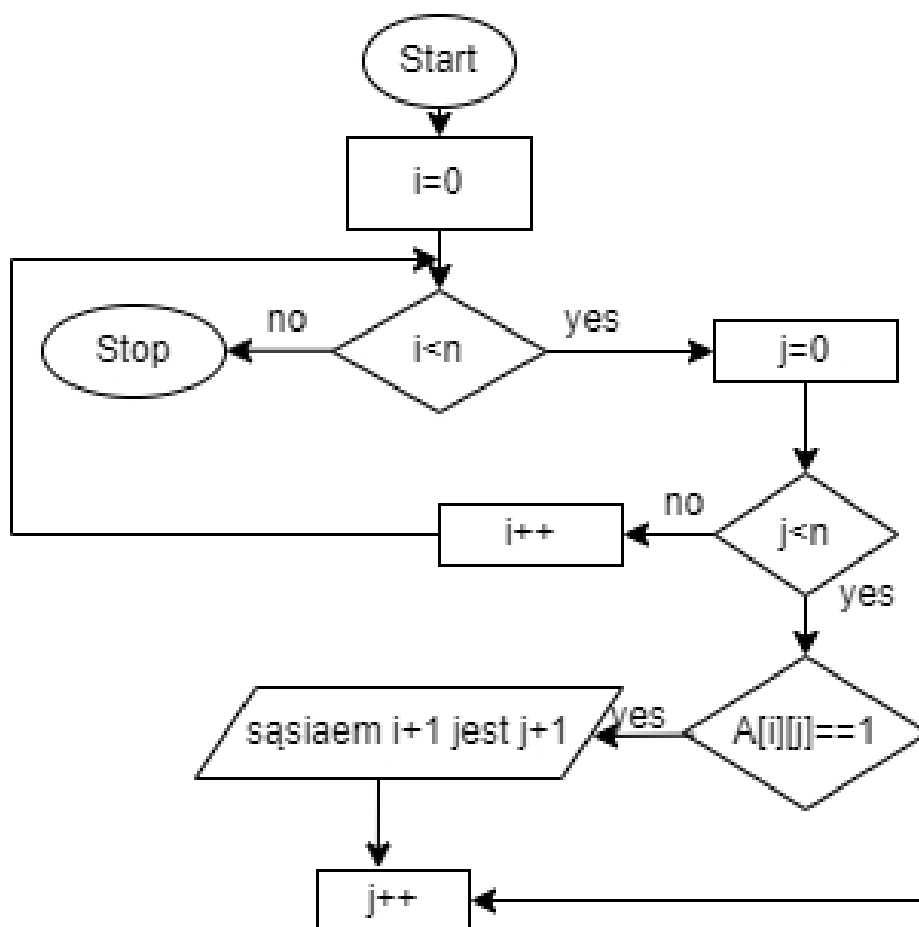 Start
i=0
no
yes
Stop
i<n
j=0
no
i++
j<n
yes
sąsiaem i+1 jest j+1
yes
A[i][j]==1
j++